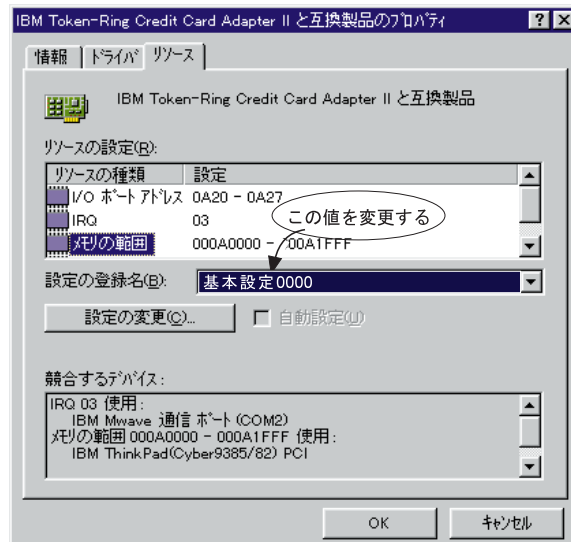 IBM Token-Ring Credit Card Adapter II と互換製品のプロパティ
情報 ドライバ リソース
IBM Token-Ring Credit Card Adapter II と互換製品
リソースの設定(R):
リソースの種類 設定
I/O ポート アドレス 0A20 - 0A27
IRQ 03
この値を変更する
メモリの範囲 000A0000 - 000A1FFF
設定の登録名(B): 基本設定0000
設定の変更(C)... 自動設定(U)
競合するデバイス:
IRQ 03 使用:
IBM Mwave 通信 ポート (COM2)
メモリの範囲 000A0000 - 000A1FFF 使用:
IBM ThinkPad(Cyber9385/82) PCI
OK キャンセル